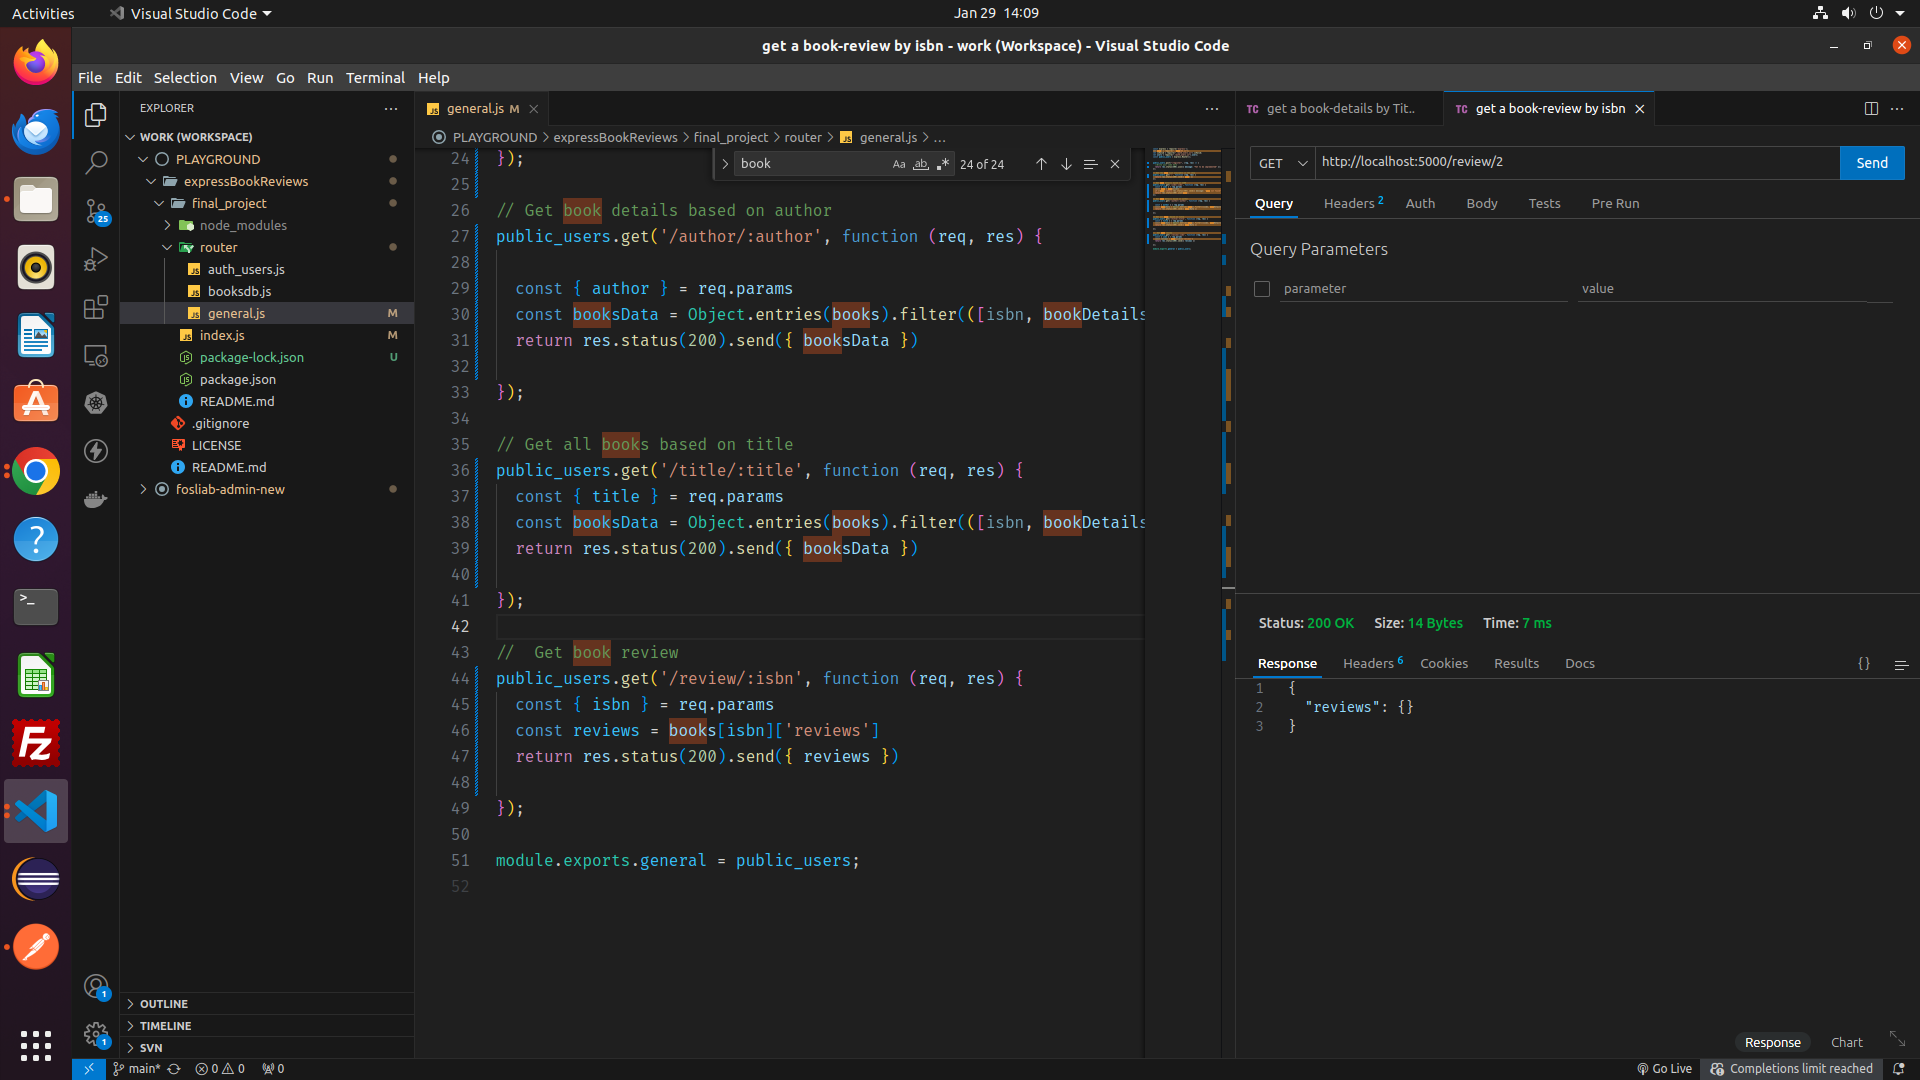 Activities
Visual Studio Code
Jan 29 14:09
get a book-review by isbn - work (Workspace) - Visual Studio Code
File Edit Selection View Go Run Terminal Help
EXPLORER
WORK (WORKSPACE)
PLAYGROUND
expressBookReviews
final_project
node_modules
router
auth_users.js
booksdb.js
general.js M
index.js M
package-lock.json U
package.json
README.md
.gitignore
LICENSE
README.md
fosliab-admin-new
OUTLINE
TIMELINE
SVN
25
1
1
general.js M
PLAYGROUND > expressBookReviews > final_project > router > general.js > ...
book
Aa ab .*
24 of 24
24 });
25
26 // Get book details based on author
27 public_users.get('/author/:author', function (req, res) {
28
29 const { author } = req.params
30 const booksData = Object.entries(books).filter(([isbn, bookDetails
31 return res.status(200).send({ booksData })
32
33 });
34
35 // Get all books based on title
36 public_users.get('/title/:title', function (req, res) {
37 const { title } = req.params
38 const booksData = Object.entries(books).filter(([isbn, bookDetails
39 return res.status(200).send({ booksData })
40
41 });
42
43 //  Get book review
44 public_users.get('/review/:isbn', function (req, res) {
45 const { isbn } = req.params
46 const reviews = books[isbn]['reviews']
47 return res.status(200).send({ reviews })
48
49 });
50
51 module.exports.general = public_users;
52
TC get a book-details by Tit..
TC get a book-review by isbn
GET
http://localhost:5000/review/2
Send
Query Headers 2 Auth Body Tests Pre Run
Query Parameters
parameter value
Status: 200 OK Size: 14 Bytes Time: 7 ms
Response Headers 6 Cookies Results Docs {}
1 {
2 "reviews": {}
3 }
Response Chart
main* 0 0 0
Go Live Completions limit reached